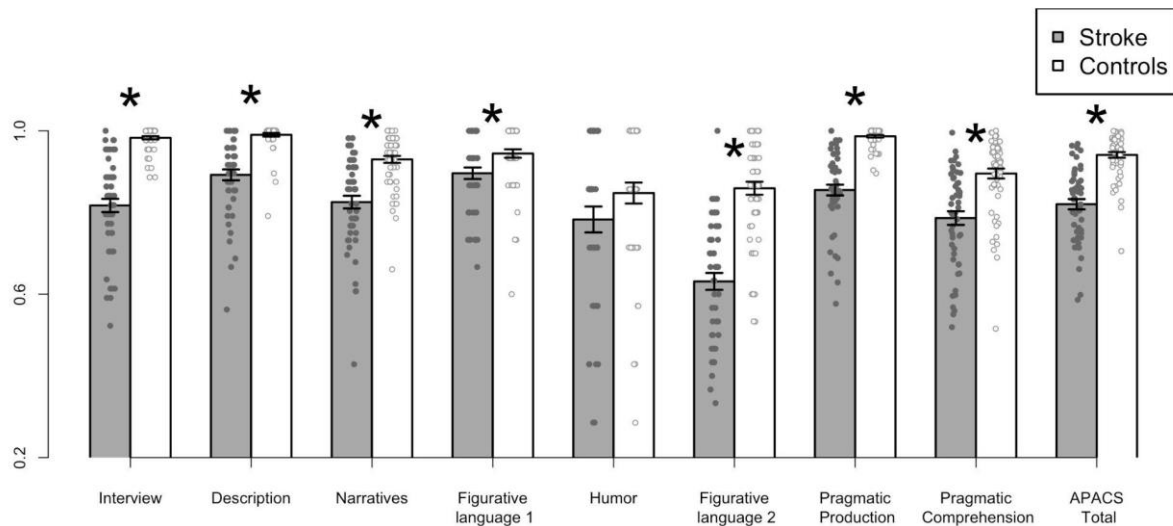 Stroke
Controls
*
*
*
*
*
*
*
*
1.0
0.6
0.2
Interview
Description
Narratives
Figurative
language 1
Humor
Figurative
language 2
Pragmatic
Production
Pragmatic
Comprehension
APACS
Total